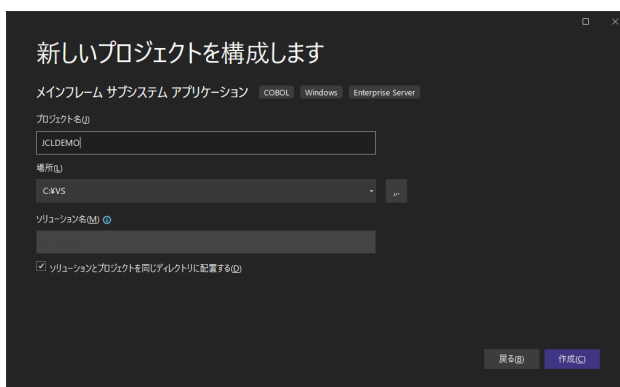 新しいプロジェクトを構成します
メインフレーム サブシステム アプリケーション COBOL Windows Enterprise Server
プロジェクト名(J)
JCLDEMO
場所(L)
C:¥VS
...
ソリューション名(M)
ソリューションとプロジェクトを同じディレクトリに配置する(D)
戻る(B) 作成(C)